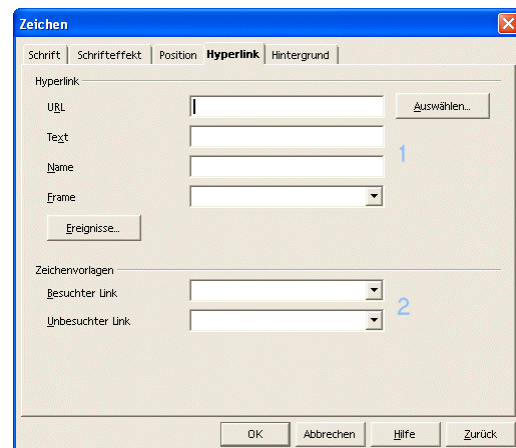 Zeichen
Schrift Schrifteffekt Position Hyperlink Hintergrund
Hyperlink
URL Auswählen...
Text
1
Name
Frame
Ereignisse...
Zeichenvorlagen
Besuchter Link
2
Unbesuchter Link
OK Abbrechen Hilfe Zurück